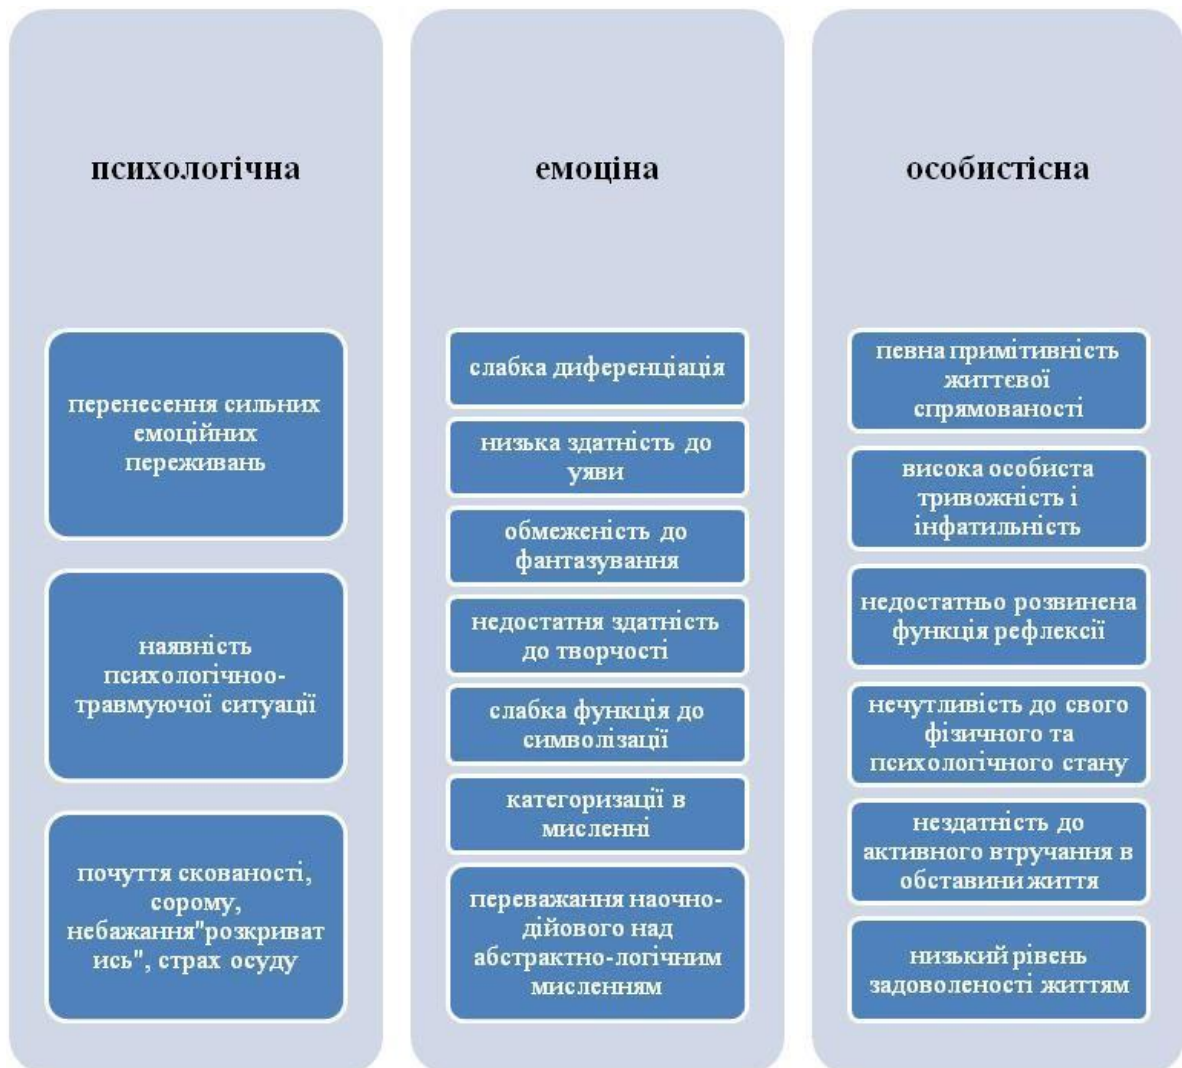 психологічна
перенесення сильних
емоційних
переживань
наявність
психологічноо-
травмуючої ситуації
почуття скованості,
сорому,
небажання"розкриват
ись", страх осуду
емоціна
слабка диференціація
низька здатність до
уяви
обмеженість до
фантазування
недостатня здатність
до творчості
слабка функція до
символізації
категоризації в
мисленні
переважання наочно-
дійового над
абстрактно-логічним
мисленням
особистісна
певна примітивність
життєвої
спрямованості
висока особиста
тривожність і
інфатильність
недостатньо розвинена
функція рефлексії
нечутливість до свого
фізичного та
психологічного стану
нездатність до
активного втручання в
обставини життя
низький рівень
задоволеності життям